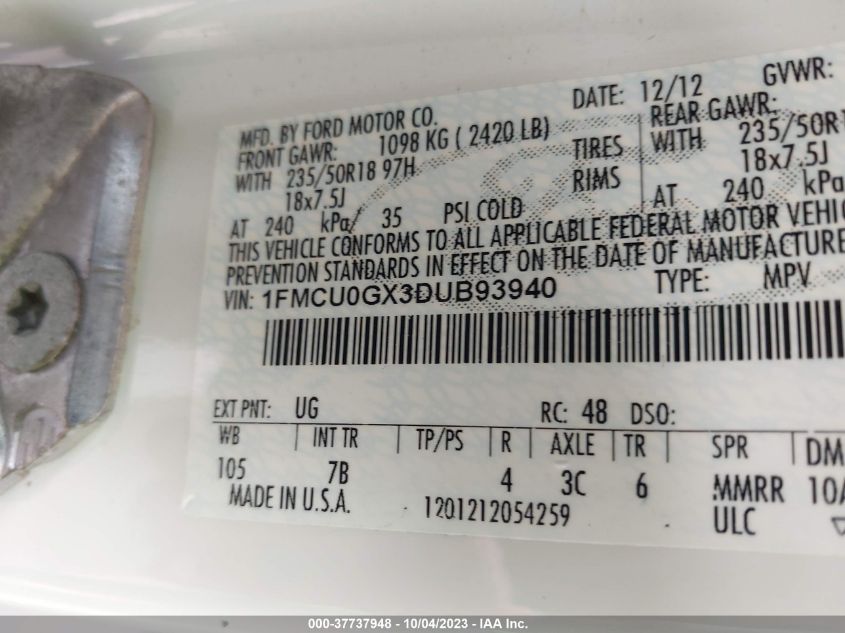 MFD. BY FORD MOTOR CO. DATE: 12/12 GVWR:
FRONT GAWR: 1098 KG ( 2420 LB) REAR GAWR:
WITH 235/50R18 97H TIRES WITH 235/50R1
18x7.5J RIMS 18x7.5J
AT 240 kPa/ 35 PSI COLD AT 240 kPa
THIS VEHICLE CONFORMS TO ALL APPLICABLE FEDERAL MOTOR VEHIC
PREVENTION STANDARDS IN EFFECT ON THE DATE OF MANUFACTURE
VIN: 1FMCU0GX3DUB93940 TYPE: MPV
EXT PNT: UG RC: 48 DSO:
WB INT TR TP/PS R AXLE TR SPR DM
105 7B 4 3C 6 MMRR 10A
MADE IN U.S.A. 1201212054259 ULC
000-37737948 - 10/04/2023 - IAA Inc.